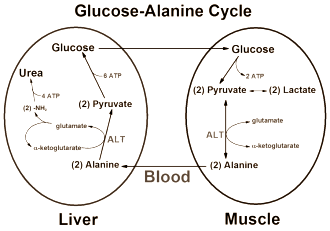 Glucose-Alanine Cycle
Glucose
Urea
4 ATP
6 ATP
(2) -NH₂
(2) Pyruvate
glutamate
ALT
α-ketoglutarate
(2) Alanine
Liver
Blood
Glucose
2 ATP
(2) Pyruvate
(2) Lactate
glutamate
ALT
α-ketoglutarate
(2) Alanine
Muscle